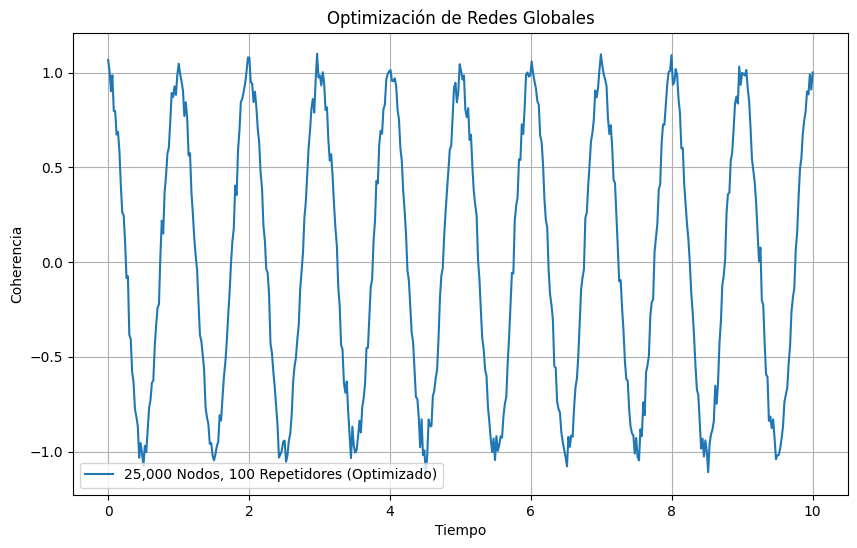 Optimización de Redes Globales
Coherencia
1.0
0.5
0.0
−0.5
−1.0
25,000 Nodos, 100 Repetidores (Optimizado)
0 2 4 6 8 10
Tiempo